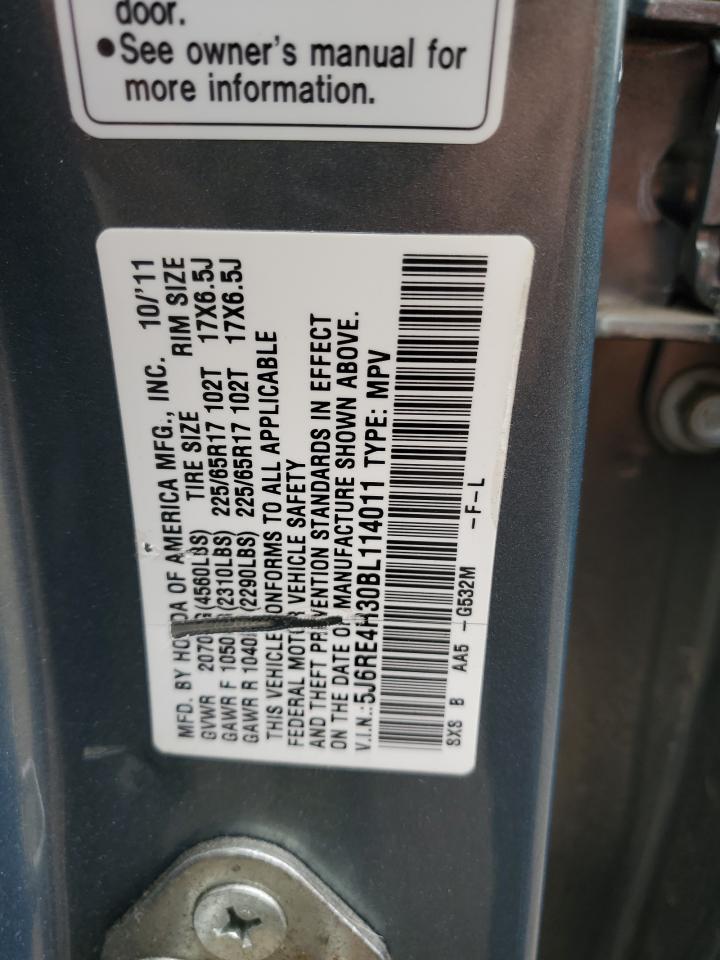 door.
●See owner's manual for
more information.
MFD. BY HONDA OF AMERICA MFG., INC. 10/'11
GVWR 2070KG(4560LBS) TIRE SIZE RIM SIZE
GAWR F 1050 (2310LBS) 225/65R17 102T 17X6.5J
GAWR R 1040 (2290LBS) 225/65R17 102T 17X6.5J
THIS VEHICLE CONFORMS TO ALL APPLICABLE
FEDERAL MOTOR VEHICLE SAFETY
AND THEFT PREVENTION STANDARDS IN EFFECT
ON THE DATE OF MANUFACTURE SHOWN ABOVE.
V.I.N.:5J6RE4H30BL114011 TYPE: MPV
SXS B AA5 -G532M -F-L